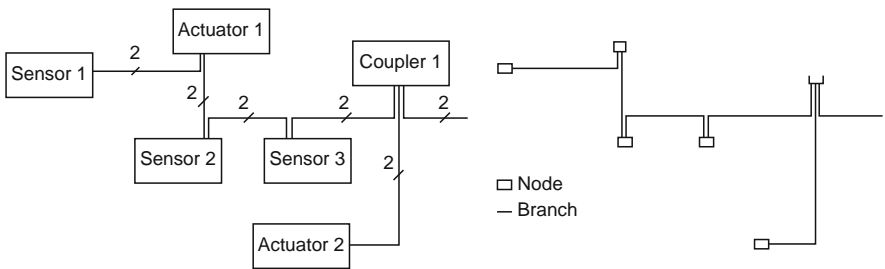 2
Actuator 1
Sensor 1
Coupler 1
2
2
2
2
Sensor 2
Sensor 3
2
Actuator 2
Node
Branch